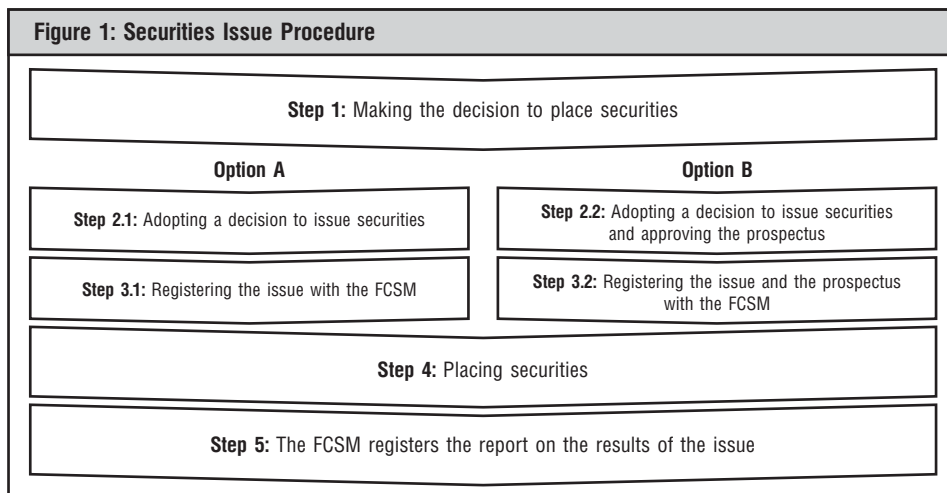 Figure 1: Securities Issue Procedure
Step 1: Making the decision to place securities
Option A
Option B
Step 2.1: Adopting a decision to issue securities
Step 2.2: Adopting a decision to issue securities
and approving the prospectus
Step 3.1: Registering the issue with the FCSM
Step 3.2: Registering the issue and the prospectus
with the FCSM
Step 4: Placing securities
Step 5: The FCSM registers the report on the results of the issue